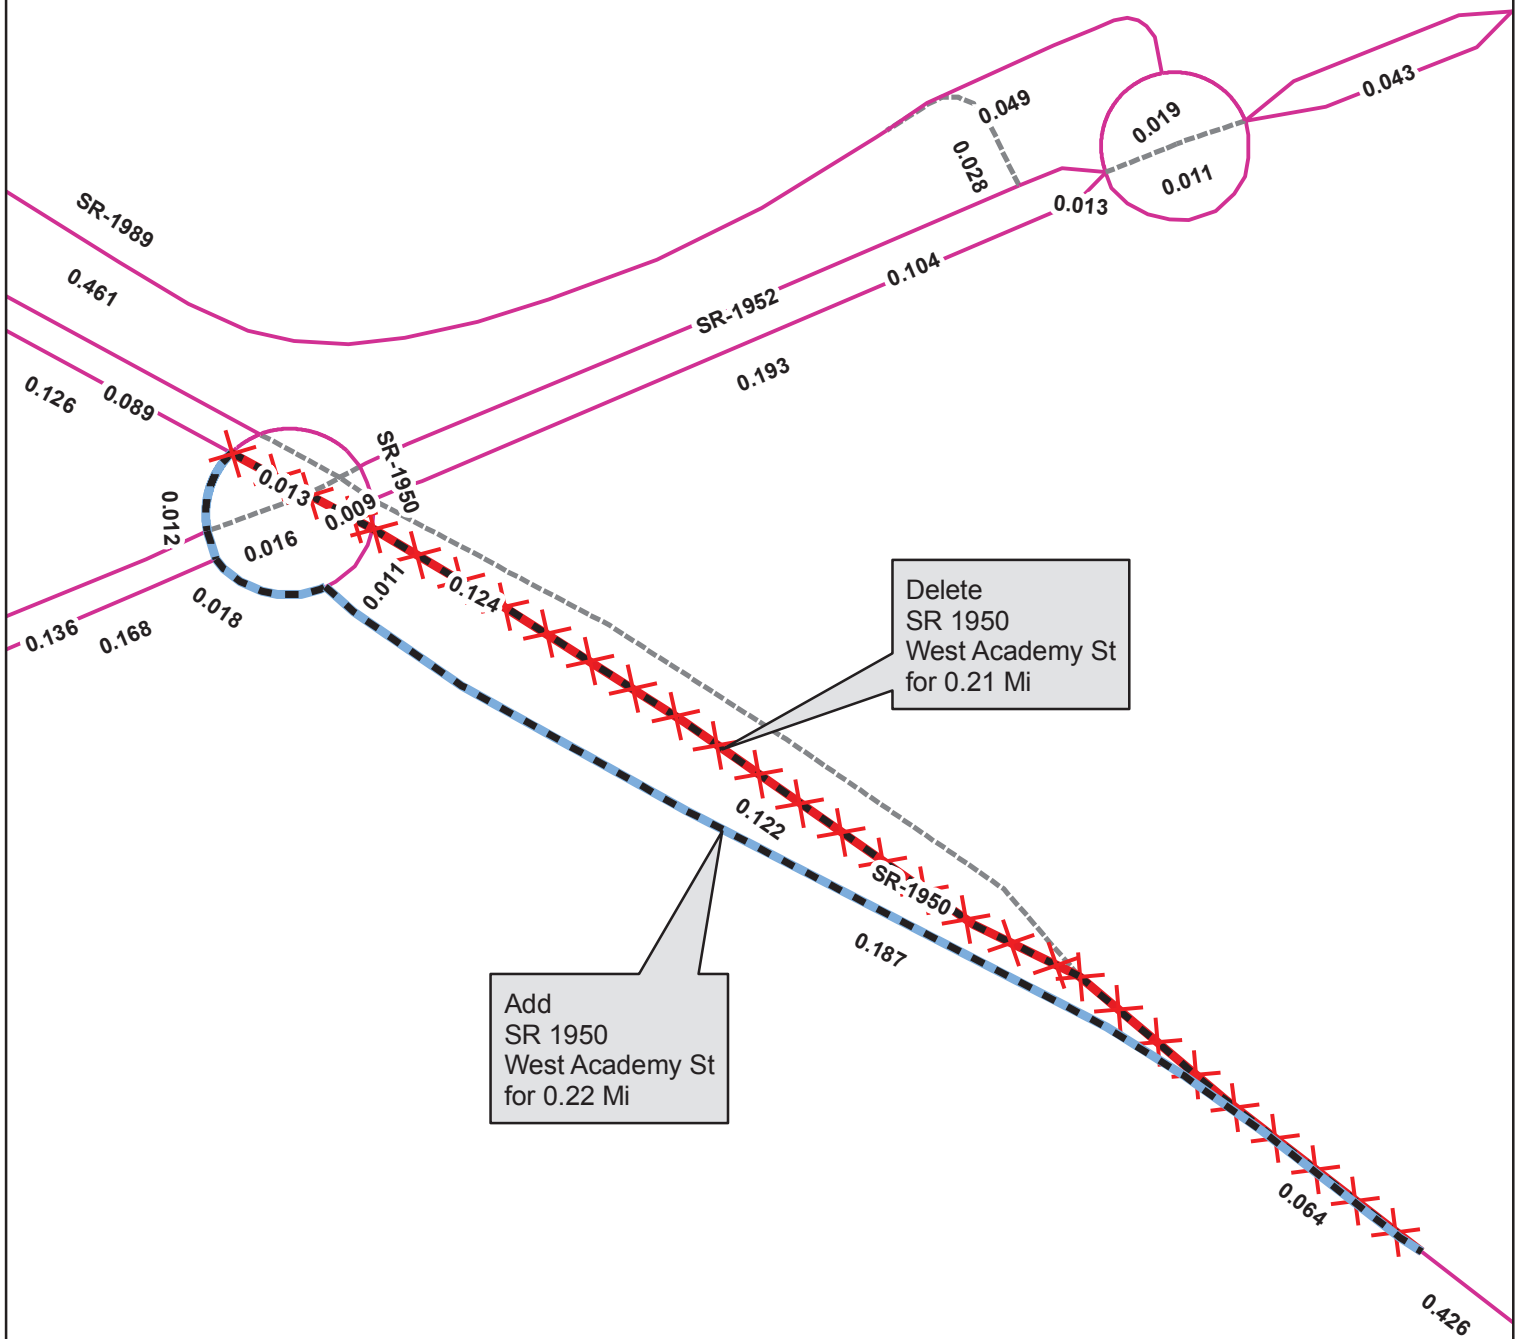 0.049
0.043
0.019
0.028
0.011
SR-1989
0.013
0.461
0.104
SR-1952
0.193
0.126
0.089
SR-1950
0.013
0.009
0.012
0.016
0.011
0.124
0.018
0.136
0.168
Delete
SR 1950
West Academy St
for 0.21 Mi
0.122
SR-1950
0.187
Add
SR 1950
West Academy St
for 0.22 Mi
0.064
0.426